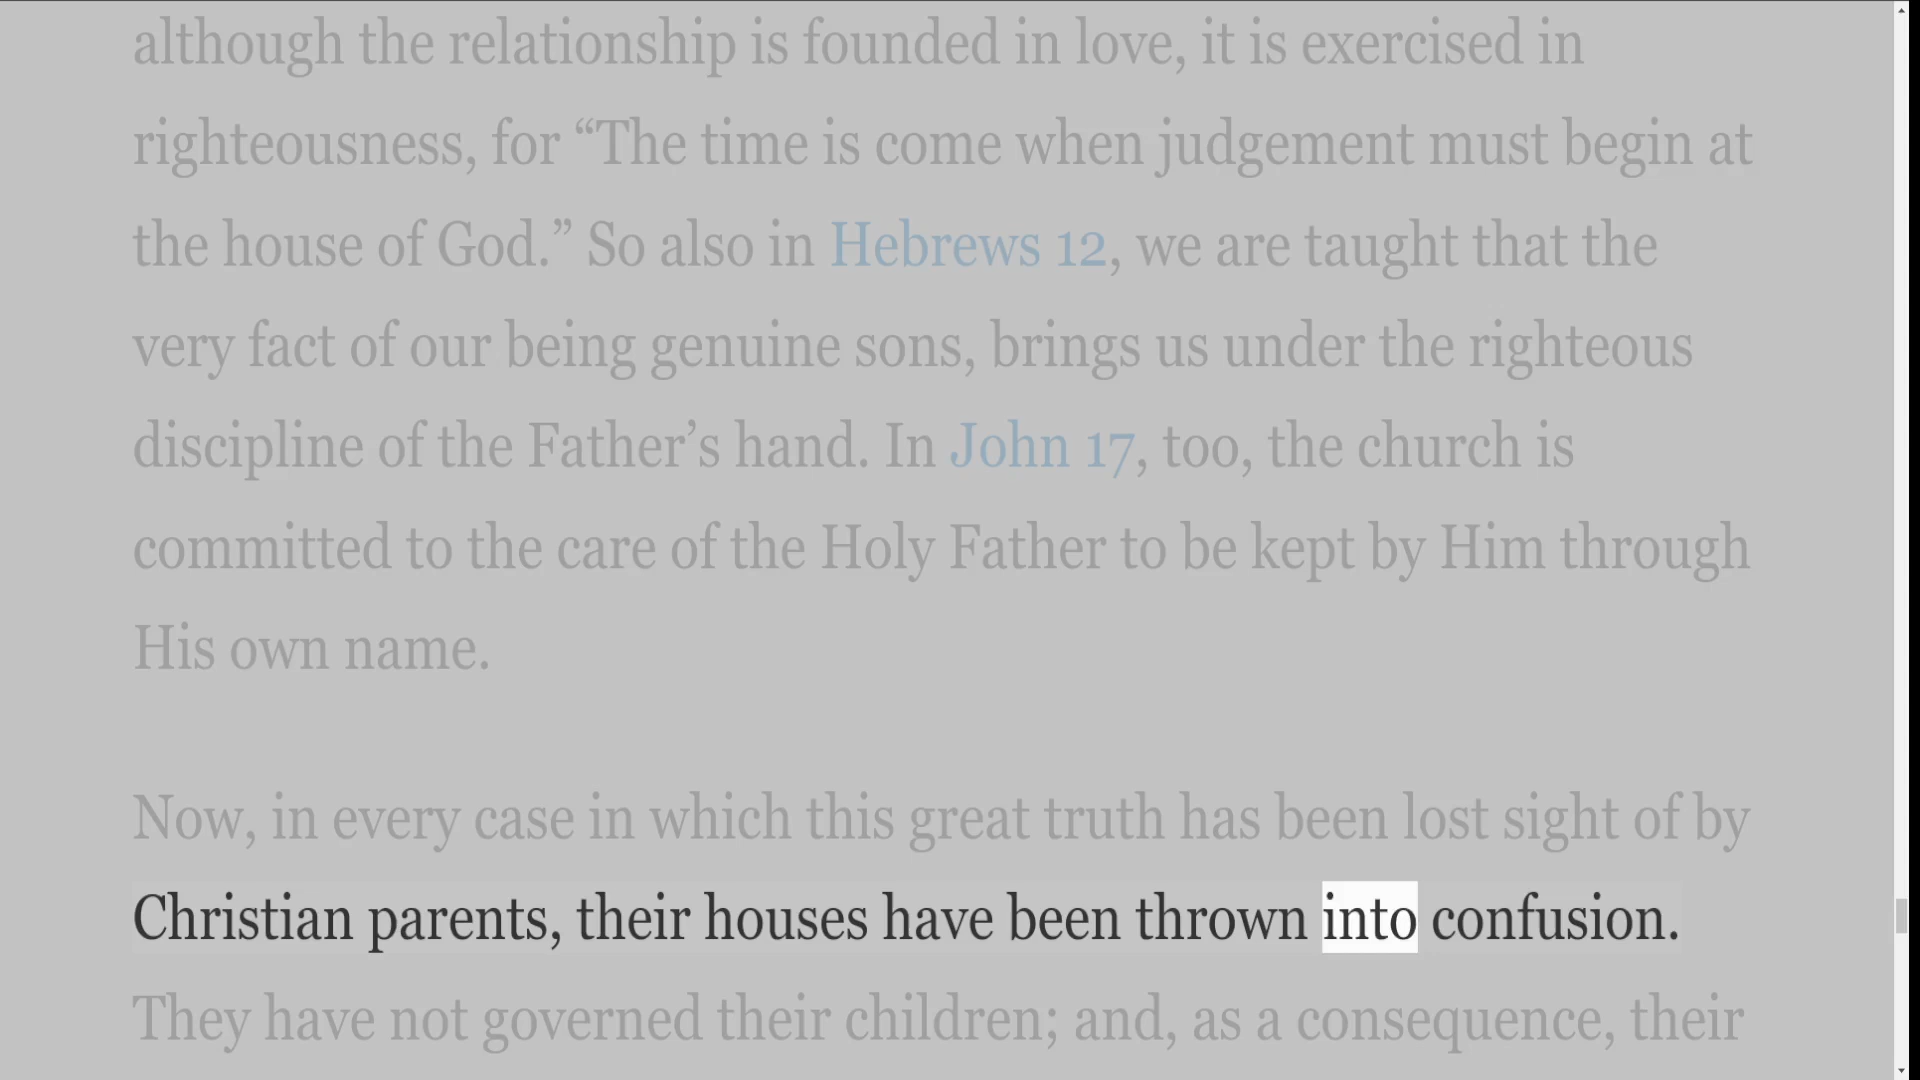 although the relationship is founded in love, it is exercised in
righteousness, for “The time is come when judgement must begin at
the house of God.” So also in Hebrews 12, we are taught that the
very fact of our being genuine sons, brings us under the righteous
discipline of the Father’s hand. In John 17, too, the church is
committed to the care of the Holy Father to be kept by Him through
His own name.
Now, in every case in which this great truth has been lost sight of by
Christian parents, their houses have been thrown into confusion.
They have not governed their children; and, as a consequence, their